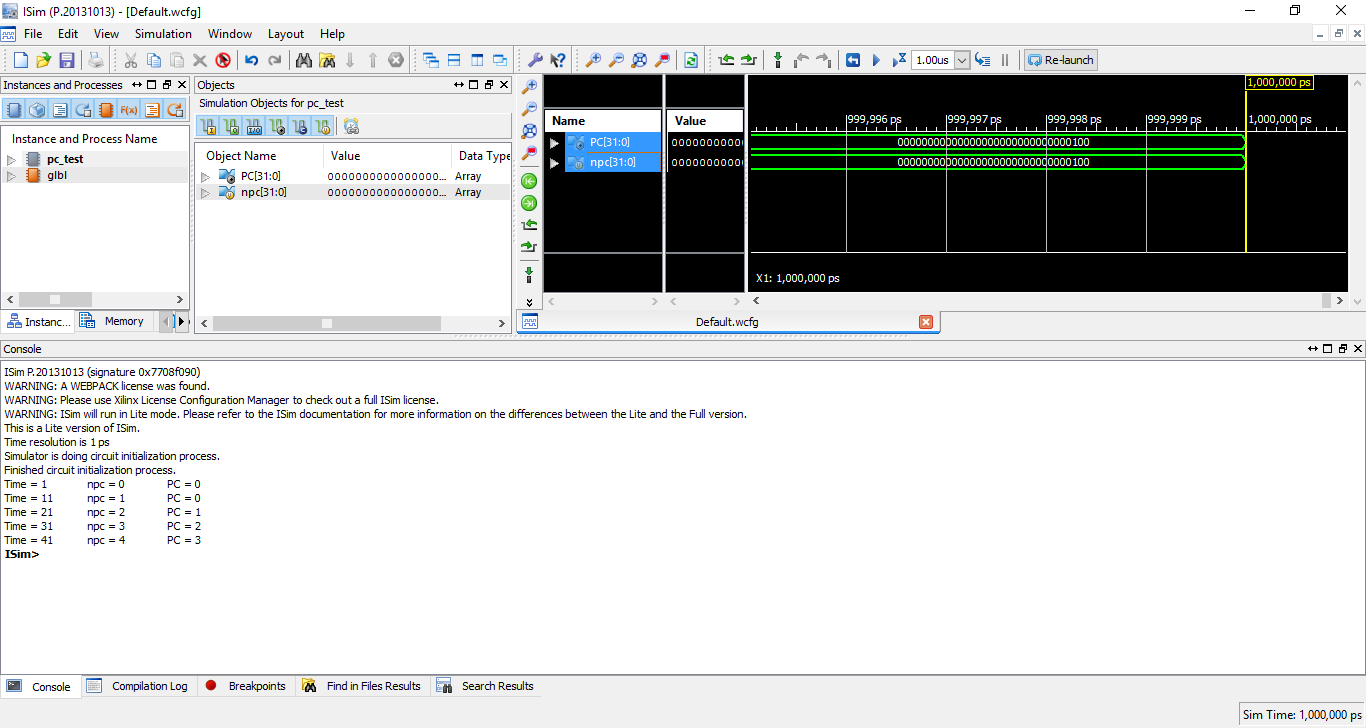 ISim (P.20131013) - [Default.wcfg]
File Edit View Simulation Window Layout Help
1.00us Re-launch
Instances and Processes
Instance and Process Name
pc_test
glbl
Instanc... Memory
Objects
Simulation Objects for pc_test
Object Name Value Data Type
PC[31:0] 0000000000000000... Array
npc[31:0] 0000000000000000... Array
Name Value
PC[31:0] 00000000000
npc[31:0] 00000000000
1,000,000 ps
999,996 ps 999,997 ps 999,998 ps 999,999 ps 1,000,000 ps
00000000000000000000000000000100
00000000000000000000000000000100
X1: 1,000,000 ps
Default.wcfg
Console
ISim P.20131013 (signature 0x7708f090)
WARNING: A WEBPACK license was found.
WARNING: Please use Xilinx License Configuration Manager to check out a full ISim license.
WARNING: ISim will run in Lite mode. Please refer to the ISim documentation for more information on the differences between the Lite and the Full version.
This is a Lite version of ISim.
Time resolution is 1 ps
Simulator is doing circuit initialization process.
Finished circuit initialization process.
Time = 1 npc = 0 PC = 0
Time = 11 npc = 1 PC = 0
Time = 21 npc = 2 PC = 1
Time = 31 npc = 3 PC = 2
Time = 41 npc = 4 PC = 3
ISim>
Console Compilation Log Breakpoints Find in Files Results Search Results
Sim Time: 1,000,000 ps